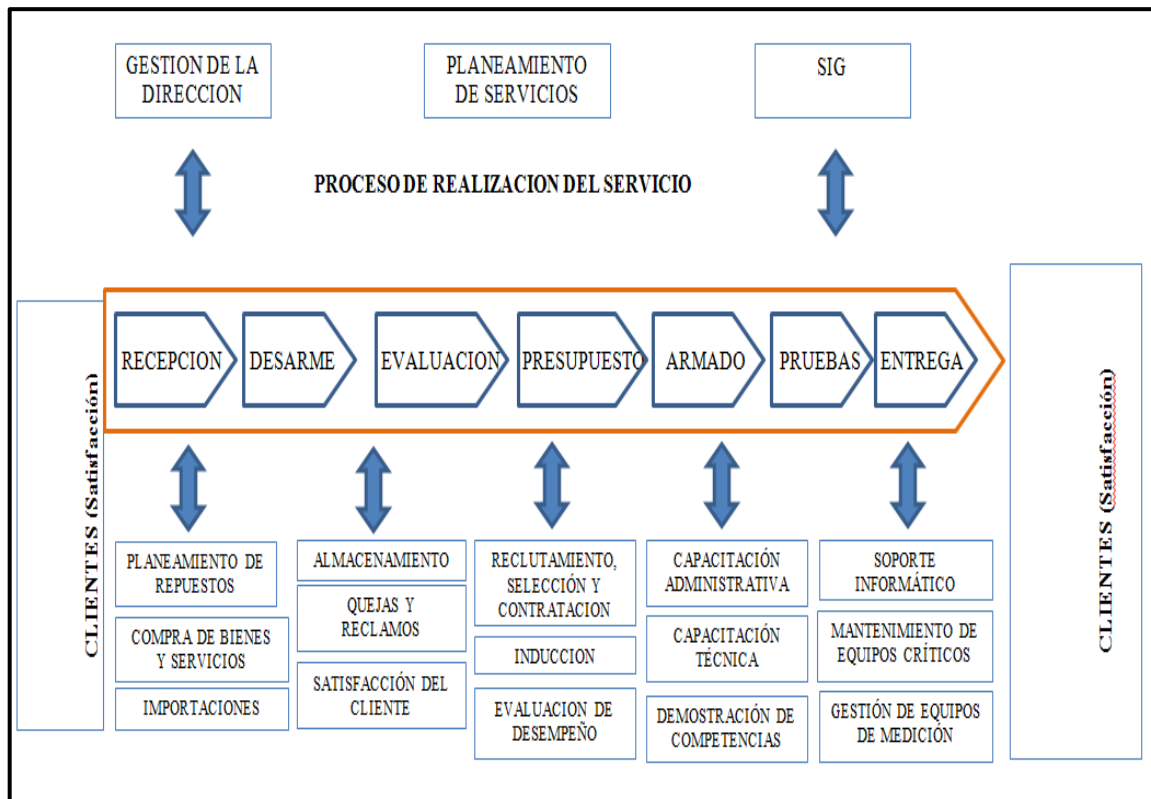 GESTION DE LA
DIRECCION
PLANEAMIENTO
DE SERVICIOS
SIG
PROCESO DE REALIZACION DEL SERVICIO
CLIENTES (Satisfacción)
RECEPCION
DESARME
EVALUACION
PRESUPUESTO
ARMADO
PRUEBAS
ENTREGA
CLIENTES (Satisfacción)
PLANEAMIENTO DE
REPUESTOS
COMPRA DE BIENES
Y SERVICIOS
IMPORTACIONES
ALMACENAMIENTO
QUEJAS Y
RECLAMOS
SATISFACCIÓN DEL
CLIENTE
RECLUTAMIENTO,
SELECCIÓN Y
CONTRATACION
INDUCCION
EVALUACION DE
DESEMPEÑO
CAPACITACIÓN
ADMINISTRATIVA
CAPACITACIÓN
TÉCNICA
DEMOSTRACIÓN DE
COMPETENCIAS
SOPORTE
INFORMÁTICO
MANTENIMIENTO DE
EQUIPOS CRÍTICOS
GESTIÓN DE EQUIPOS
DE MEDICIÓN